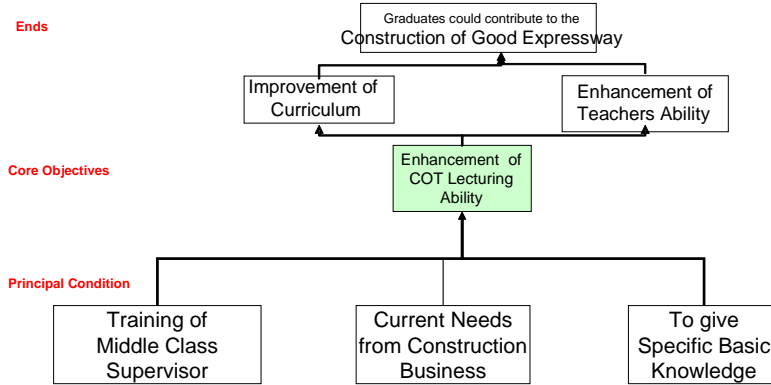 Ends
Graduates could contribute to the
Construction of Good Expressway
Improvement of
Curriculum
Enhancement of
Teachers Ability
Core Objectives
Enhancement of
COT Lecturing
Ability
Principal Condition
Training of
Middle Class
Supervisor
Current Needs
from Construction
Business
To give
Specific Basic
Knowledge